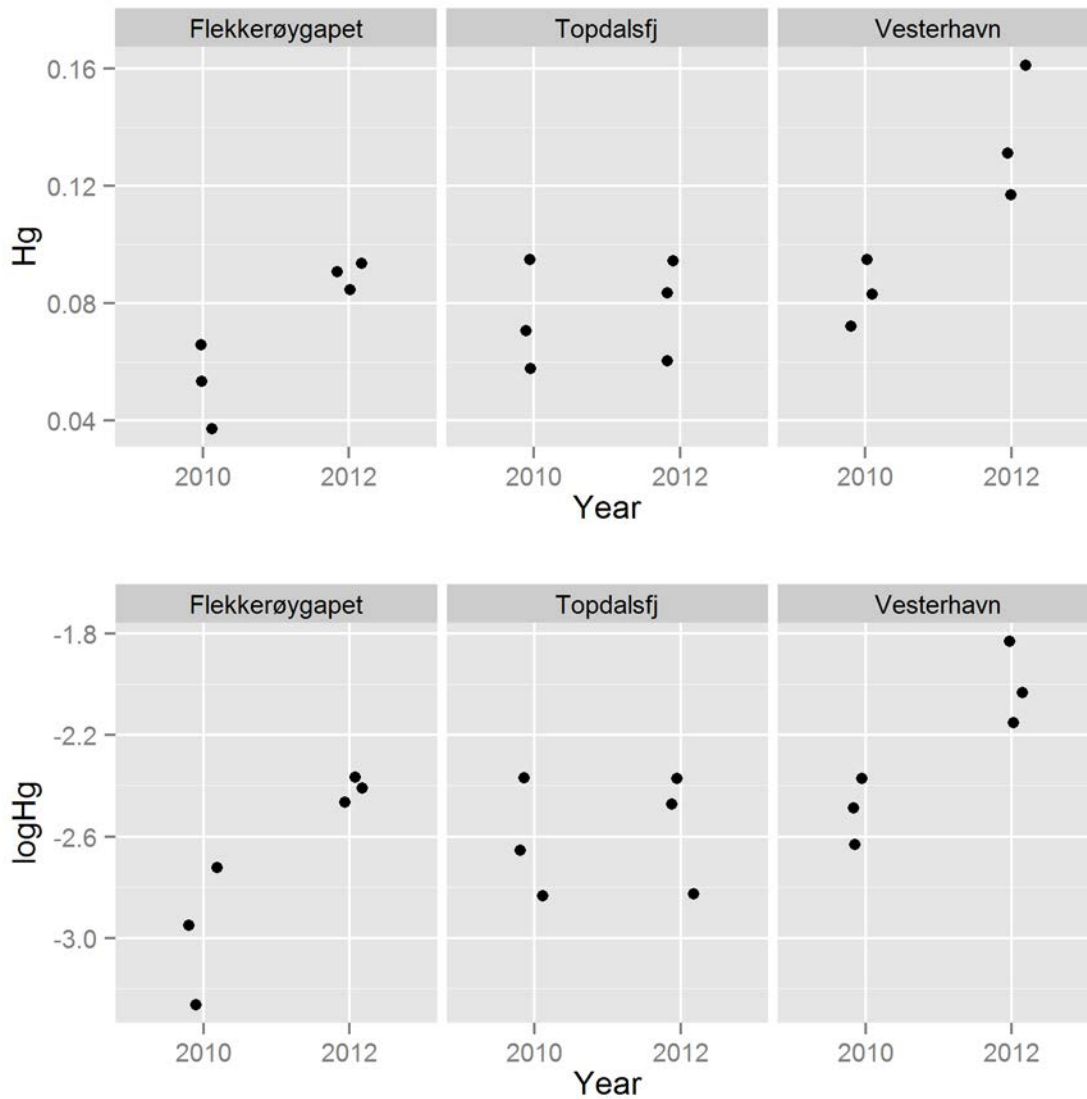 Flekkerøygapet Topdalsfj Vesterhavn
0.16
0.12
0.08
0.04
Hg
2010 2012 2010 2012 2010 2012
Year
Flekkerøygapet Topdalsfj Vesterhavn
-1.8
-2.2
-2.6
-3.0
logHg
2010 2012 2010 2012 2010 2012
Year